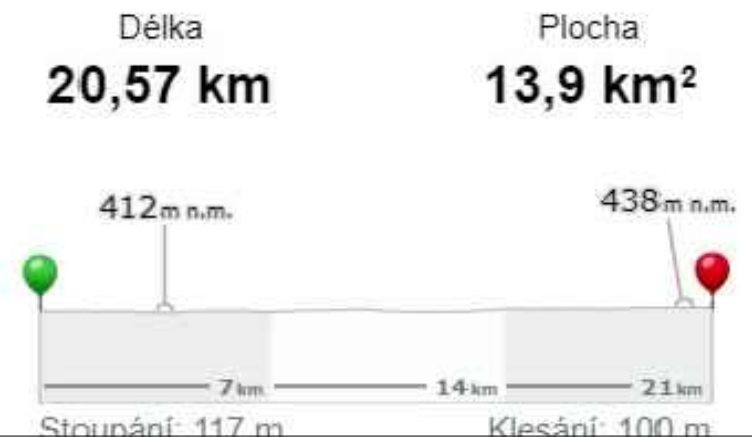 Délka Plocha
20,57 km 13,9 km²
412m n.m. 438m n.m.
7km 14km 21km
Stoupání: 117 m Klesání: 100 m